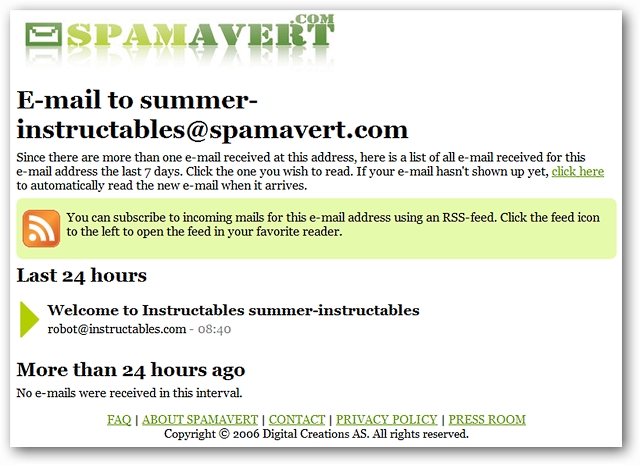 SPAMAVERT.COM
E-mail to summer-
instructables@spamavert.com
Since there are more than one e-mail received at this address, here is a list of all e-mail received for this
e-mail address the last 7 days. Click the one you wish to read. If your e-mail hasn't shown up yet, click here
to automatically read the new e-mail when it arrives.
You can subscribe to incoming mails for this e-mail address using an RSS-feed. Click the feed icon
to the left to open the feed in your favorite reader.
Last 24 hours
Welcome to Instructables summer-instructables
robot@instructables.com - 08:40
More than 24 hours ago
No e-mails were received in this interval.
FAQ | ABOUT SPAMAVERT | CONTACT | PRIVACY POLICY | PRESS ROOM
Copyright © 2006 Digital Creations AS. All rights reserved.